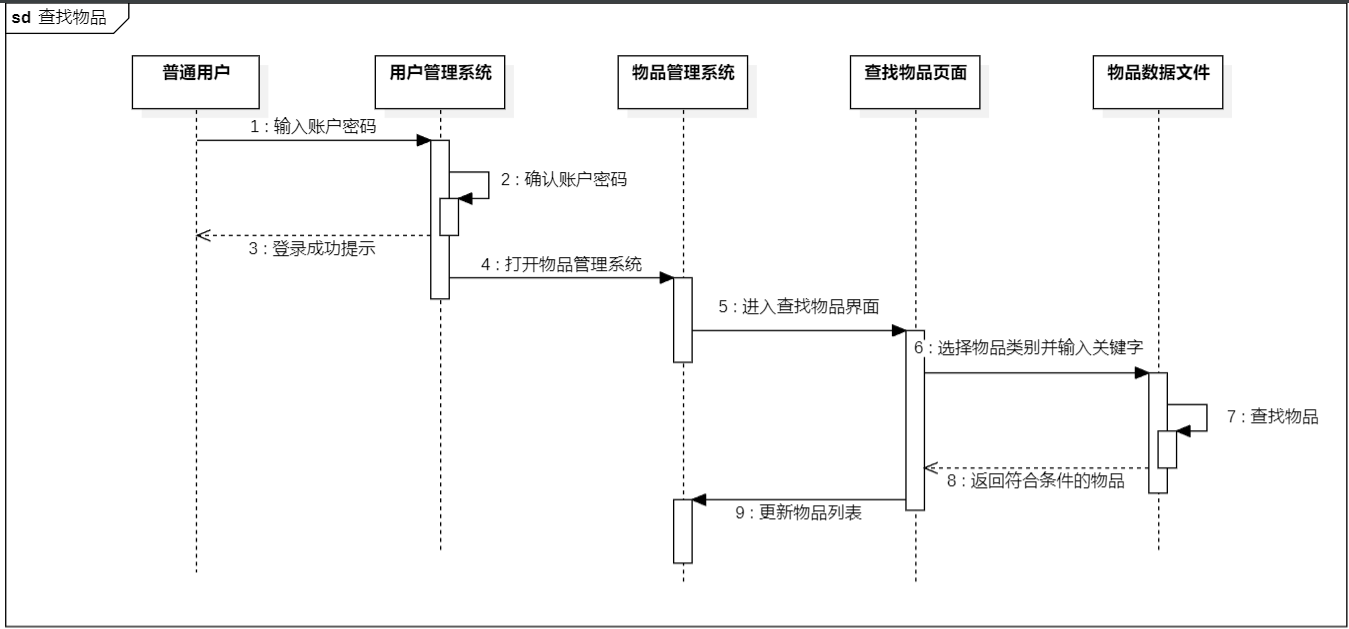 sd 查找物品
普通用户
用户管理系统
物品管理系统
查找物品页面
物品数据文件
1 : 输入账户密码
2 : 确认账户密码
3 : 登录成功提示
4 : 打开物品管理系统
5 : 进入查找物品界面
6 : 选择物品类别并输入关键字
7 : 查找物品
8 : 返回符合条件的物品
9 : 更新物品列表